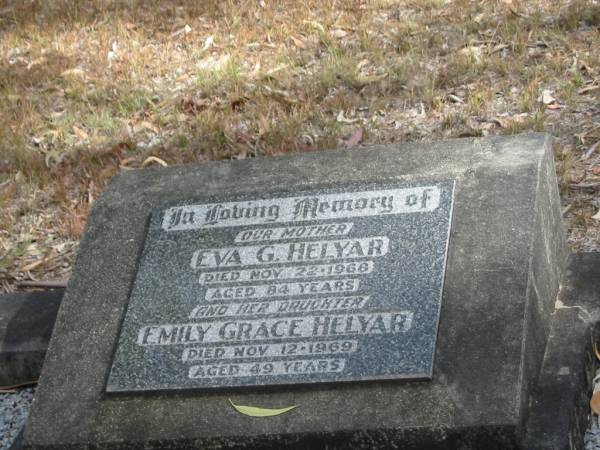 In Loving Memory of
OUR MOTHER
EVA G. HELYAR
DIED NOV 22·1968
AGED 84 YEARS
AND HER DAUGHTER
EMILY GRACE HELYAR
DIED NOV 12·1969
AGED 49 YEARS